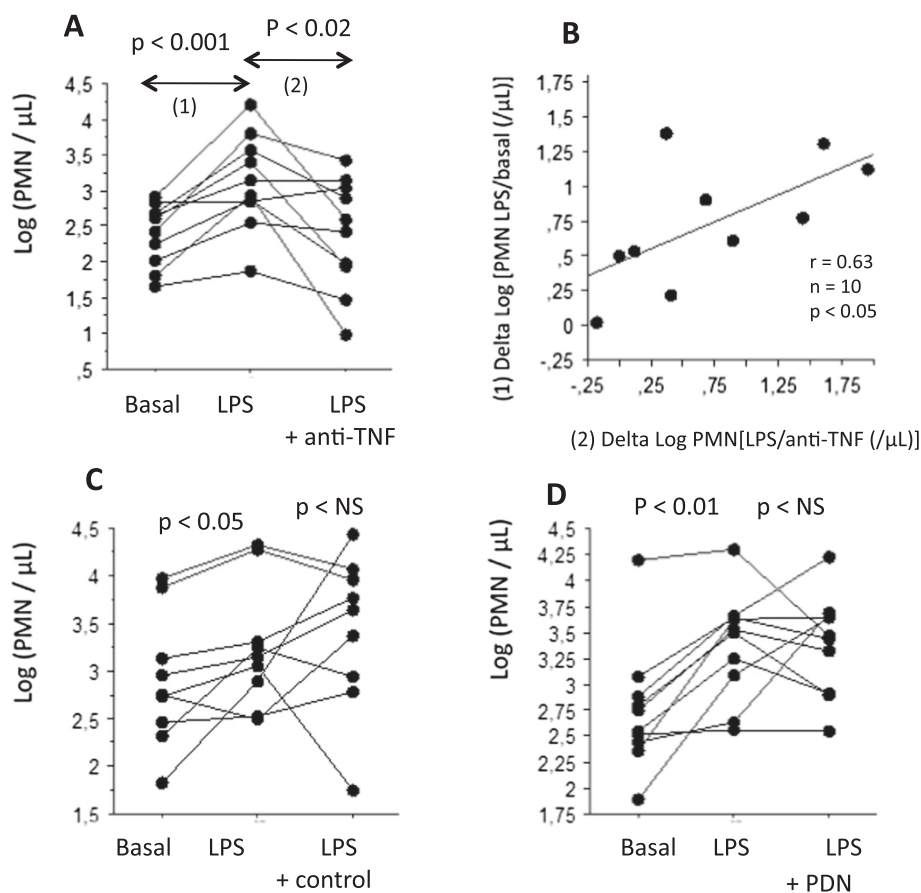 A
p < 0.001
P < 0.02
(1)
(2)
Log (PMN / µL)
4,5
4
3,5
3
2,5
2
1,5
1
,5
Basal
LPS
LPS
+ anti-TNF
B
(1) Delta Log [PMN LPS/basal (/µL)]
1,75
1,5
1,25
1
,75
,5
,25
0
-,25
r = 0.63
n = 10
p < 0.05
-,25
,25
,75
1,25
1,75
(2) Delta Log PMN[LPS/anti-TNF (/µL)]
C
p < 0.05
p < NS
Log (PMN / µL)
4,5
4
3,5
3
2,5
2
1,5
Basal
LPS
LPS
+ control
D
P < 0.01
p < NS
Log (PMN / µL)
4,5
4,25
4
3,75
3,5
3,25
3
2,75
2,5
2,25
2
1,75
Basal
LPS
LPS
+ PDN